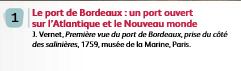 1
Le port de Bordeaux : un port ouvert
sur l'Atlantique et le Nouveau monde
J. Vernet, Première vue du port de Bordeaux, prise du côté
des salinières, 1759, musée de la Marine, Paris.